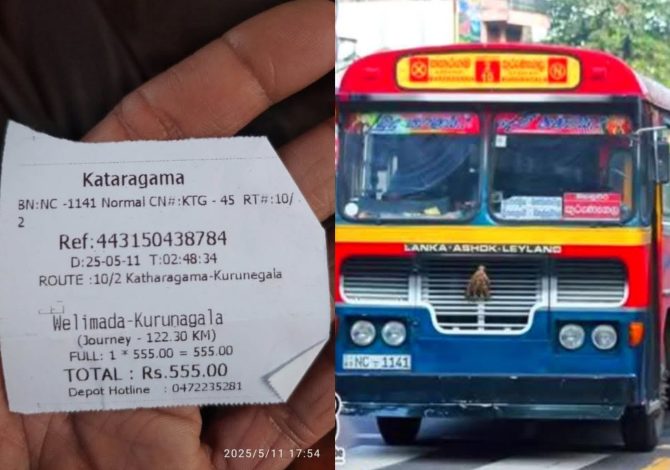 Kataragama
BN:NC -1141 Normal CN#:KTG - 45 RT#:10/
2
Ref:443150438784
D:25-05-11 T:02:48:34
ROUTE :10/2 Katharagama-Kurunegala
Welimada-Kurunagala
(Journey - 122.30 KM)
FULL: 1 * 555.00 = 555.00
TOTAL : Rs.555.00
Depot Hotline : 0472235281
2025/5/11 17:54
කුරුණෑගල
කුරුණෑගල
LANKA-ASHOK-LEYLAND
NC 1141